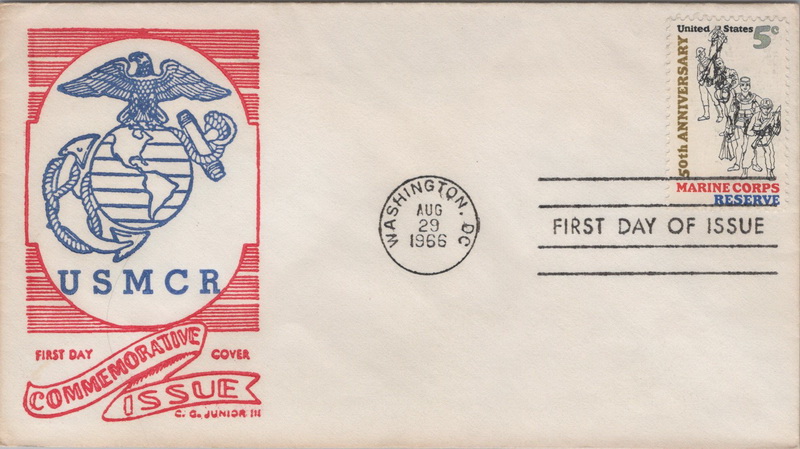 USMCR
FIRST DAY COVER
COMMEMORATIVE
ISSUE
C. G. JUNIOR III
WASHINGTON, DC
AUG
29
1966
United States 5c
50th ANNIVERSARY
MARINE CORPS
RESERVE
FIRST DAY OF ISSUE